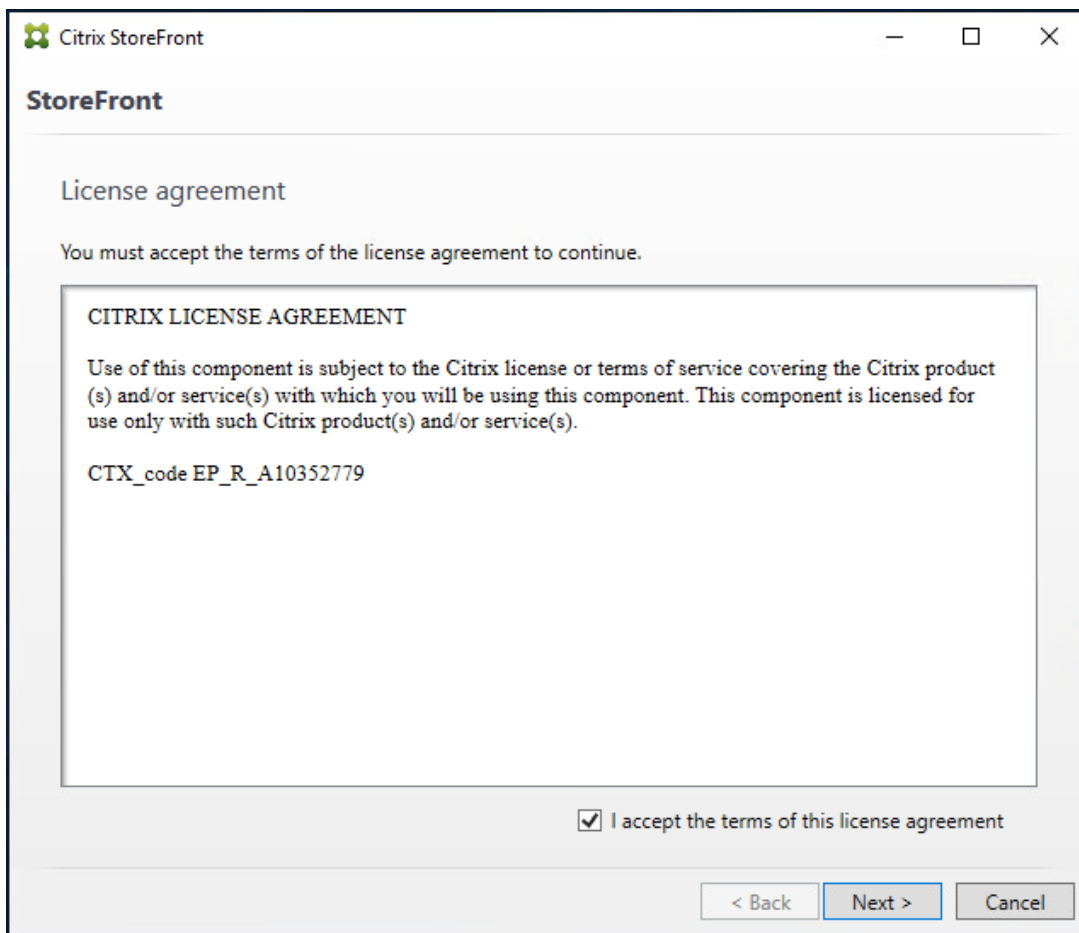 Citrix StoreFront
StoreFront
License agreement
You must accept the terms of the license agreement to continue.
CITRIX LICENSE AGREEMENT
Use of this component is subject to the Citrix license or terms of service covering the Citrix product
(s) and/or service(s) with which you will be using this component. This component is licensed for
use only with such Citrix product(s) and/or service(s).
CTX_code EP_R_A10352779
I accept the terms of this license agreement
< Back
Next >
Cancel